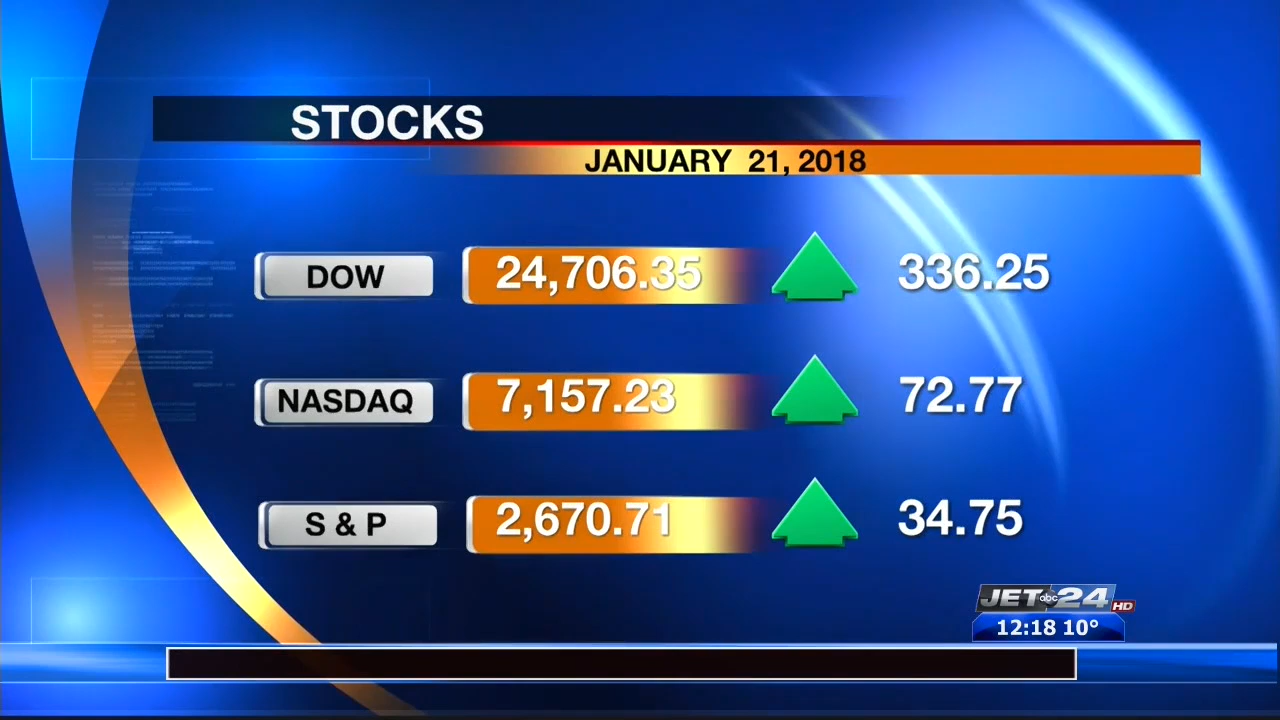 STOCKS
JANUARY 21, 2018
DOW 24,706.35 336.25
NASDAQ 7,157.23 72.77
S & P 2,670.71 34.75
JET abc 24 HD
12:18 10°